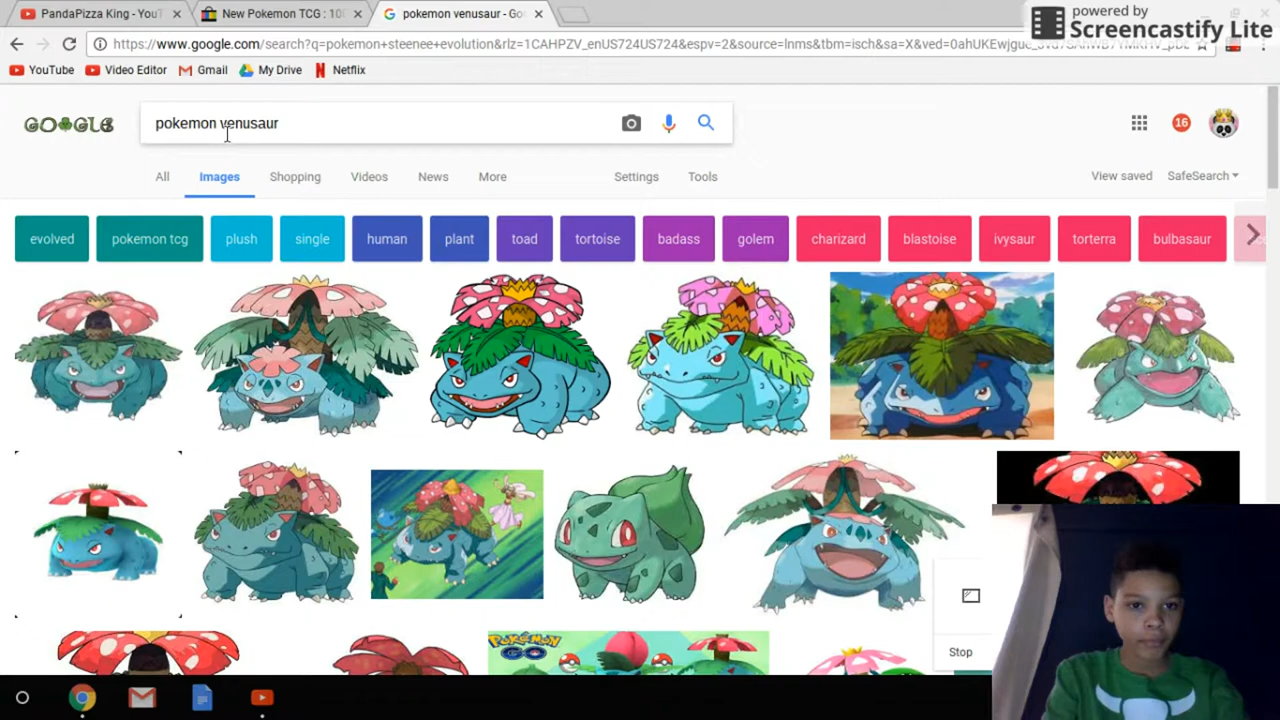 PandaPizza King - YouT
New Pokemon TCG : 10
pokemon venusaur - Go
powered by
Screencastify Lite
https://www.google.com/search?q=pokemon+steenee+evolution&rlz=1CAHPZV_enUS724US724&espv=2&source=lnms&tbm=isch&sa=X&ved=
YouTube
Video Editor
Gmail
My Drive
Netflix
GOOGLE
pokemon venusaur
16
All
Images
Shopping
Videos
News
More
Settings
Tools
View saved
SafeSearch
evolved
pokemon tcg
plush
single
human
plant
toad
tortoise
badass
golem
charizard
blastoise
ivysaur
torterra
bulbasaur
POKÉMON
GO
Stop